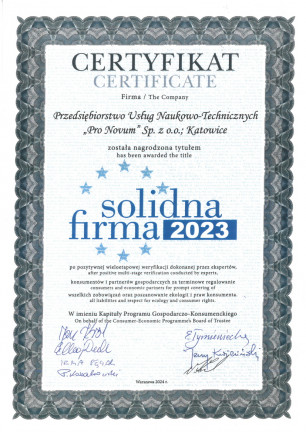 CERTYFIKAT
CERTIFICATE
Firma / The Company
Przedsiębiorstwo Usług Naukowo-Technicznych
„Pro Novum” Sp. z o.o.; Katowice
została nagrodzona tytułem
has been awarded the title
solidna
firma 2023
po pozytywnej wieloetapowej weryfikacji dokonanej przez ekspertów,
after positive multi-stage verification conducted by experts,
konsumentów i partnerów gospodarczych za terminowe regulowanie
consumers and economic partners for prompt covering of
wszelkich zobowiązań oraz poszanowanie ekologii i praw konsumenta.
all liabilities and respect for ecology and consumer rights.
W imieniu Kapituły Programu Gospodarczo-Konsumenckiego
On behalf of the Consumer-Economic Programme's Board of Trustee
Warszawa 2024 r.